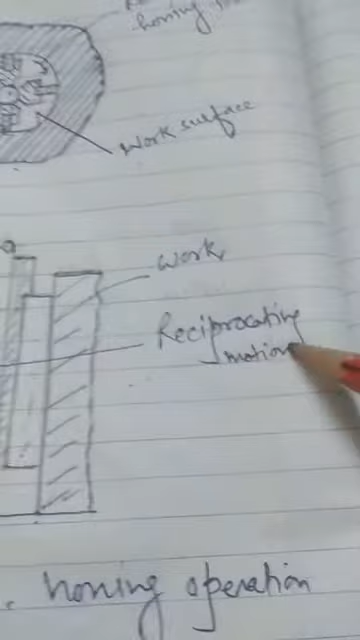 honing
Work surface
Work
Reciprocating
motion
honing operation